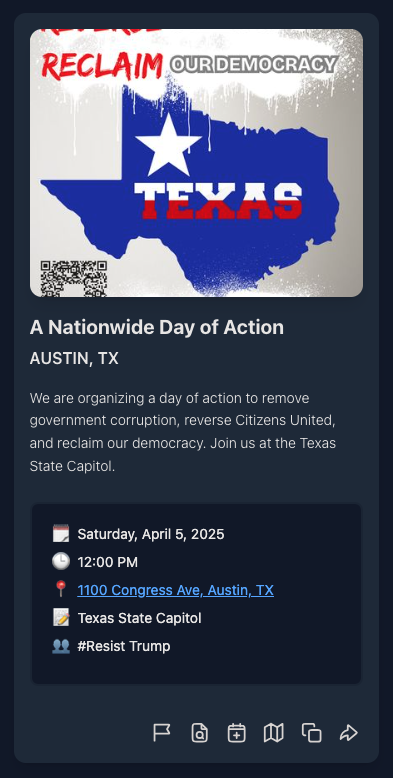 RECLAIM OUR DEMOCRACY
TEXAS
A Nationwide Day of Action
AUSTIN, TX
We are organizing a day of action to remove
government corruption, reverse Citizens United,
and reclaim our democracy. Join us at the Texas
State Capitol.
Saturday, April 5, 2025
12:00 PM
1100 Congress Ave, Austin, TX
Texas State Capitol
#Resist Trump